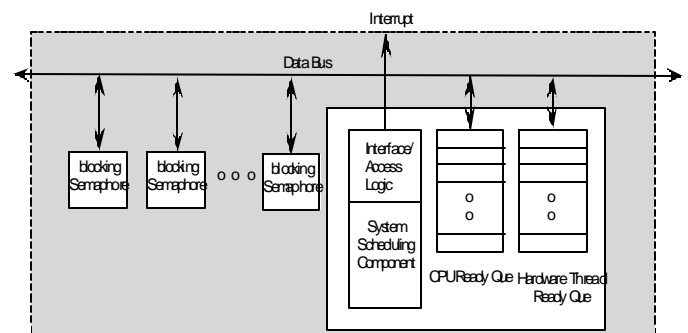 Interrupt
Data Bus
blocking
Semaphore
blocking
Semaphore
o o o
blocking
Semaphore
Interface/
Access
Logic
System
Scheduling
Component
o
o
CPU Ready Que
o
o
Hardware Thread
Ready Que